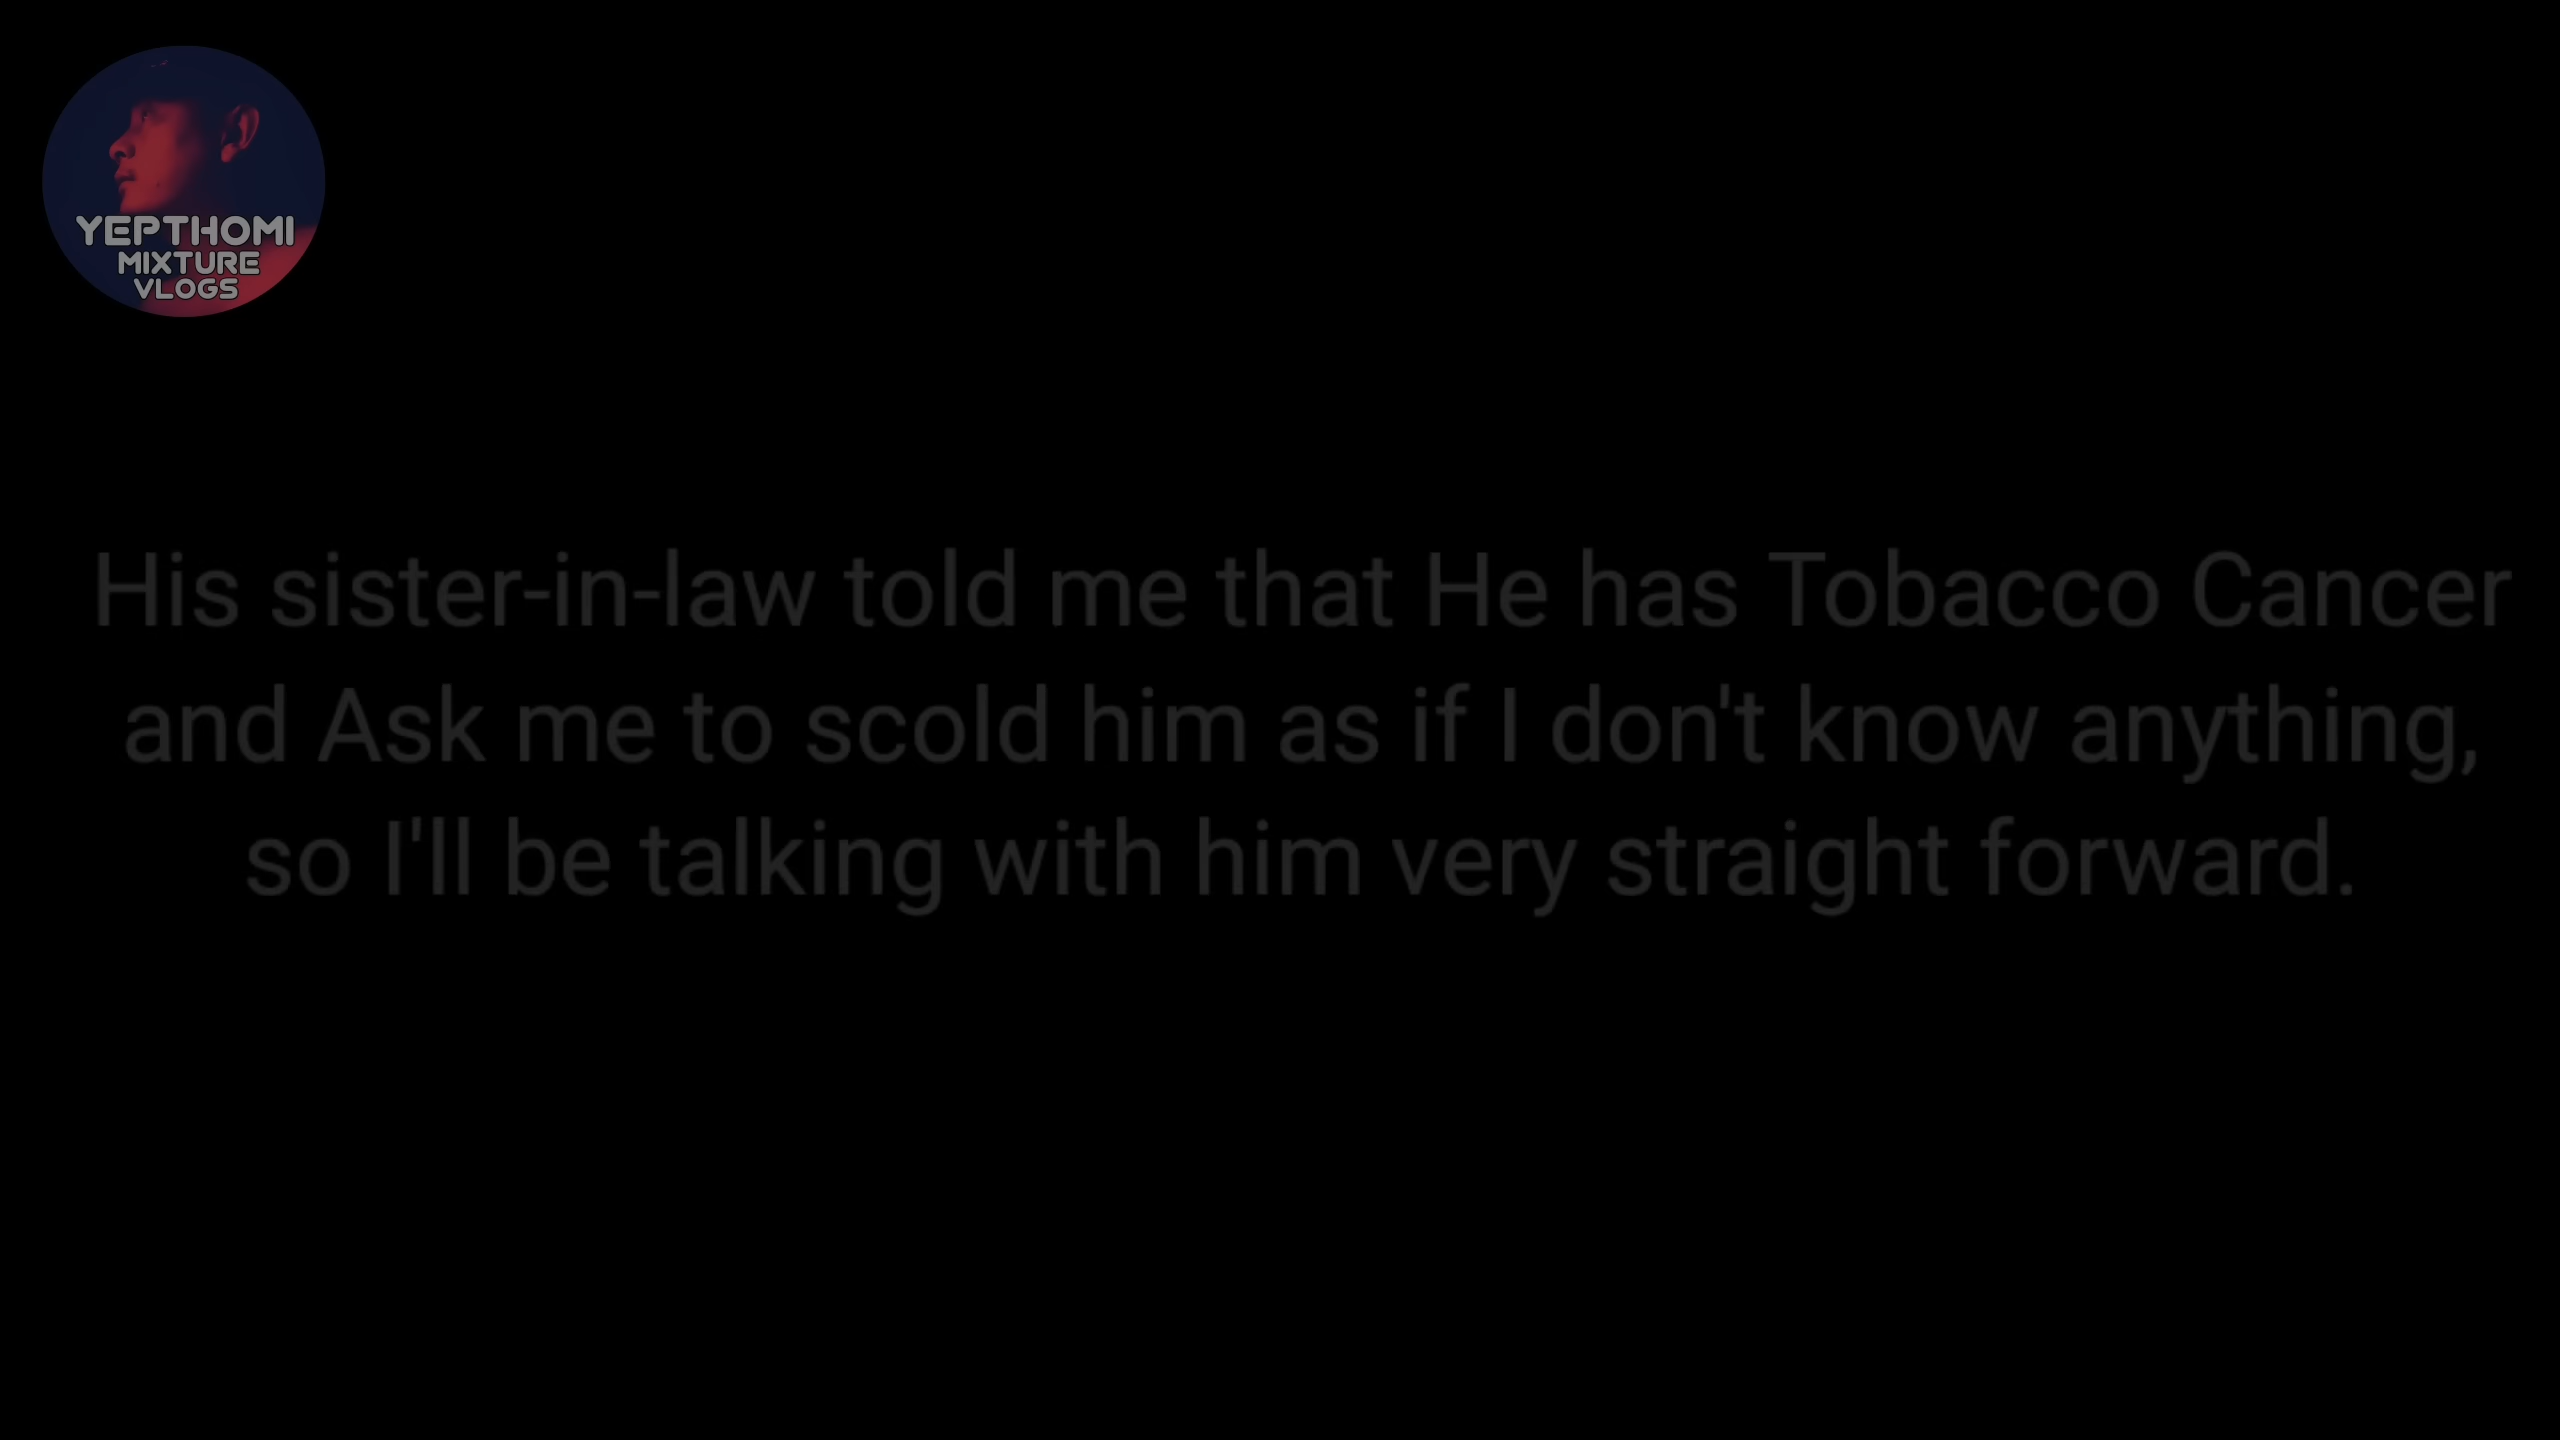 YEPTHOMI
MIXTURE
VLOGS
His sister-in-law told me that He has Tobacco Cancer
and Ask me to scold him as if I don't know anything,
so I'll be talking with him very straight forward.